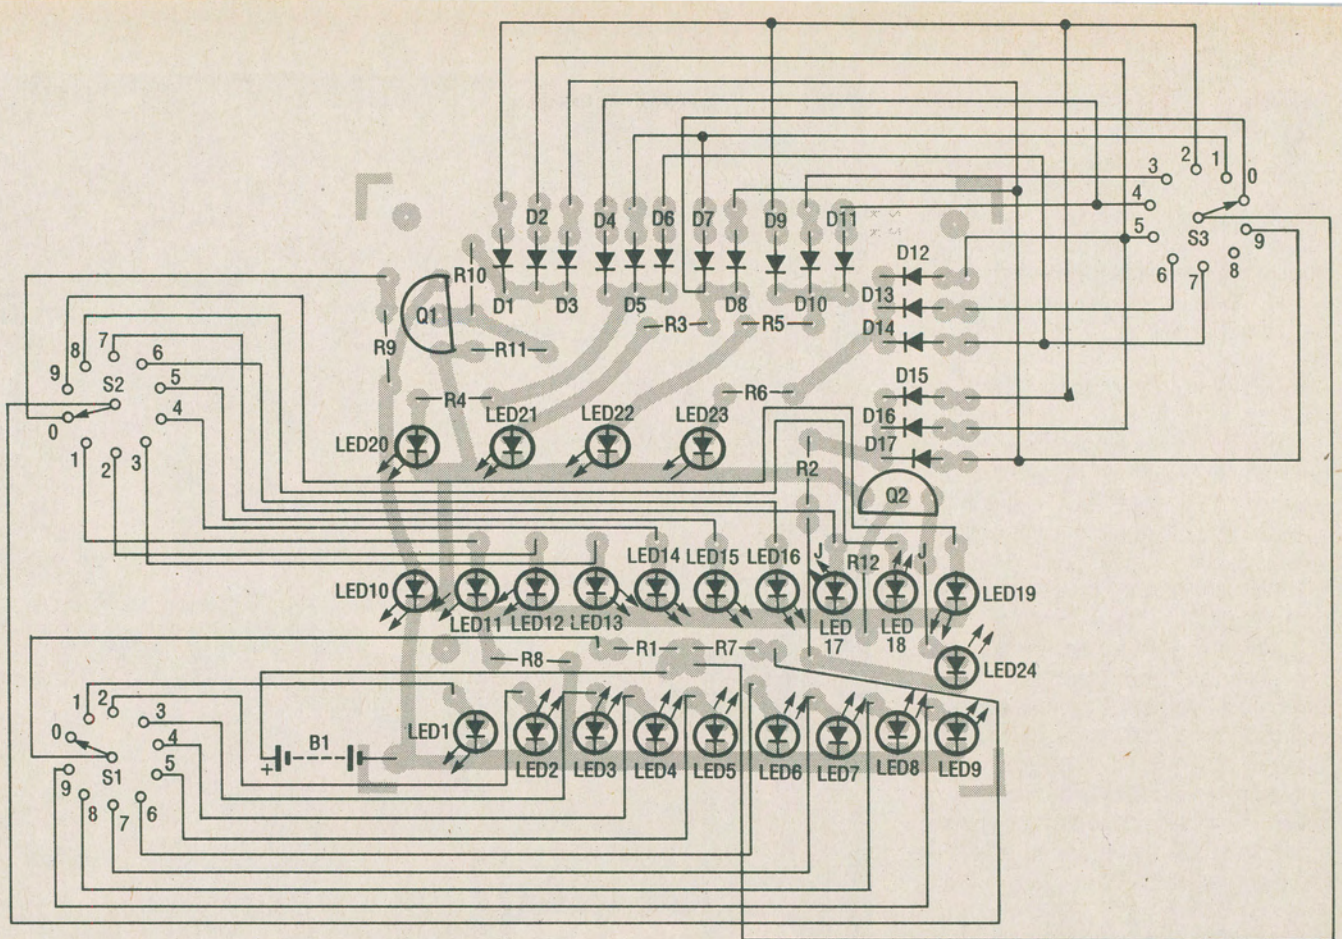 2 1 0
3
4
5
S3
9
8
6 7
D2 D4 D6 D7 D9 D11
D1 D3 D5 D8 D10
D12
D13
D14
D15
D16
D17
R10
Q1
R9
R11
R3
R5
R4
R6
R2
Q2
9 8 7 6
S2
5
4
0
1 2 3
LED20
LED21
LED22
LED23
LED14 LED15 LED16
J R12 J
LED10
LED11 LED12 LED13
LED
17
LED
18
LED19
R8
R1
R7
LED24
1 2
3
0
4
S1
5
9
8 7 6
+
B1
LED1
LED2 LED3 LED4 LED5 LED6 LED7 LED8 LED9